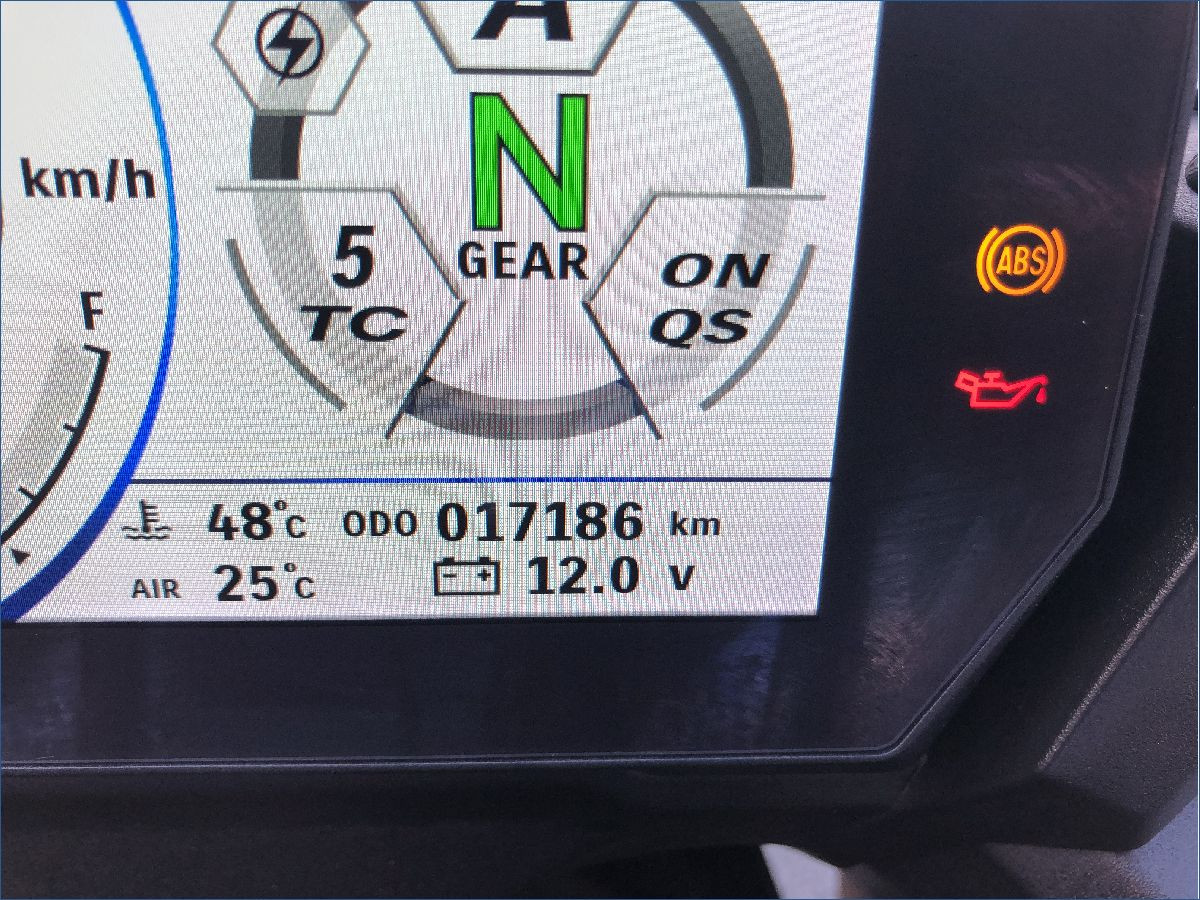 A
N
GEAR
km/h
5
TC
ON
QS
F
ABS
48°C ODO 017186 km
AIR 25°C 12.0 V